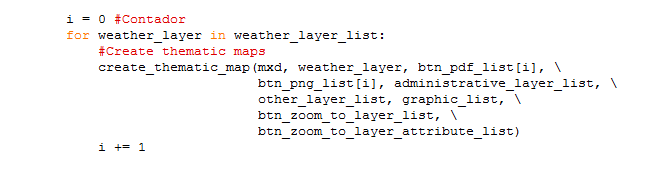 i = 0 #Contador
for weather_layer in weather_layer_list:
#Create thematic maps
create_thematic_map(mxd, weather_layer, btn_pdf_list[i], \
btn_png_list[i], administrative_layer_list, \
other_layer_list, graphic_list, \
btn_zoom_to_layer_list, \
btn_zoom_to_layer_attribute_list)
i += 1